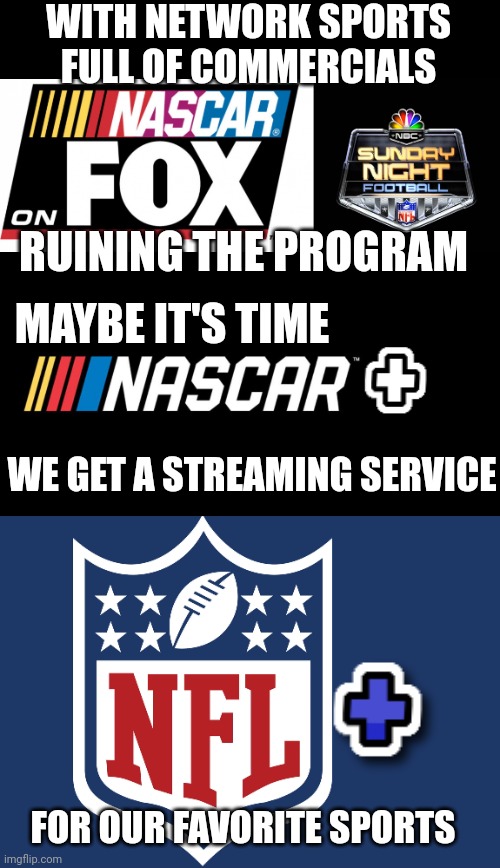 WITH NETWORK SPORTS
FULL OF COMMERCIALS
NASCAR
ON FOX
NBC
SUNDAY
NIGHT
FOOTBALL
NFL
RUINING THE PROGRAM
MAYBE IT'S TIME
NASCAR™ +
WE GET A STREAMING SERVICE
NFL +
FOR OUR FAVORITE SPORTS
imgflip.com